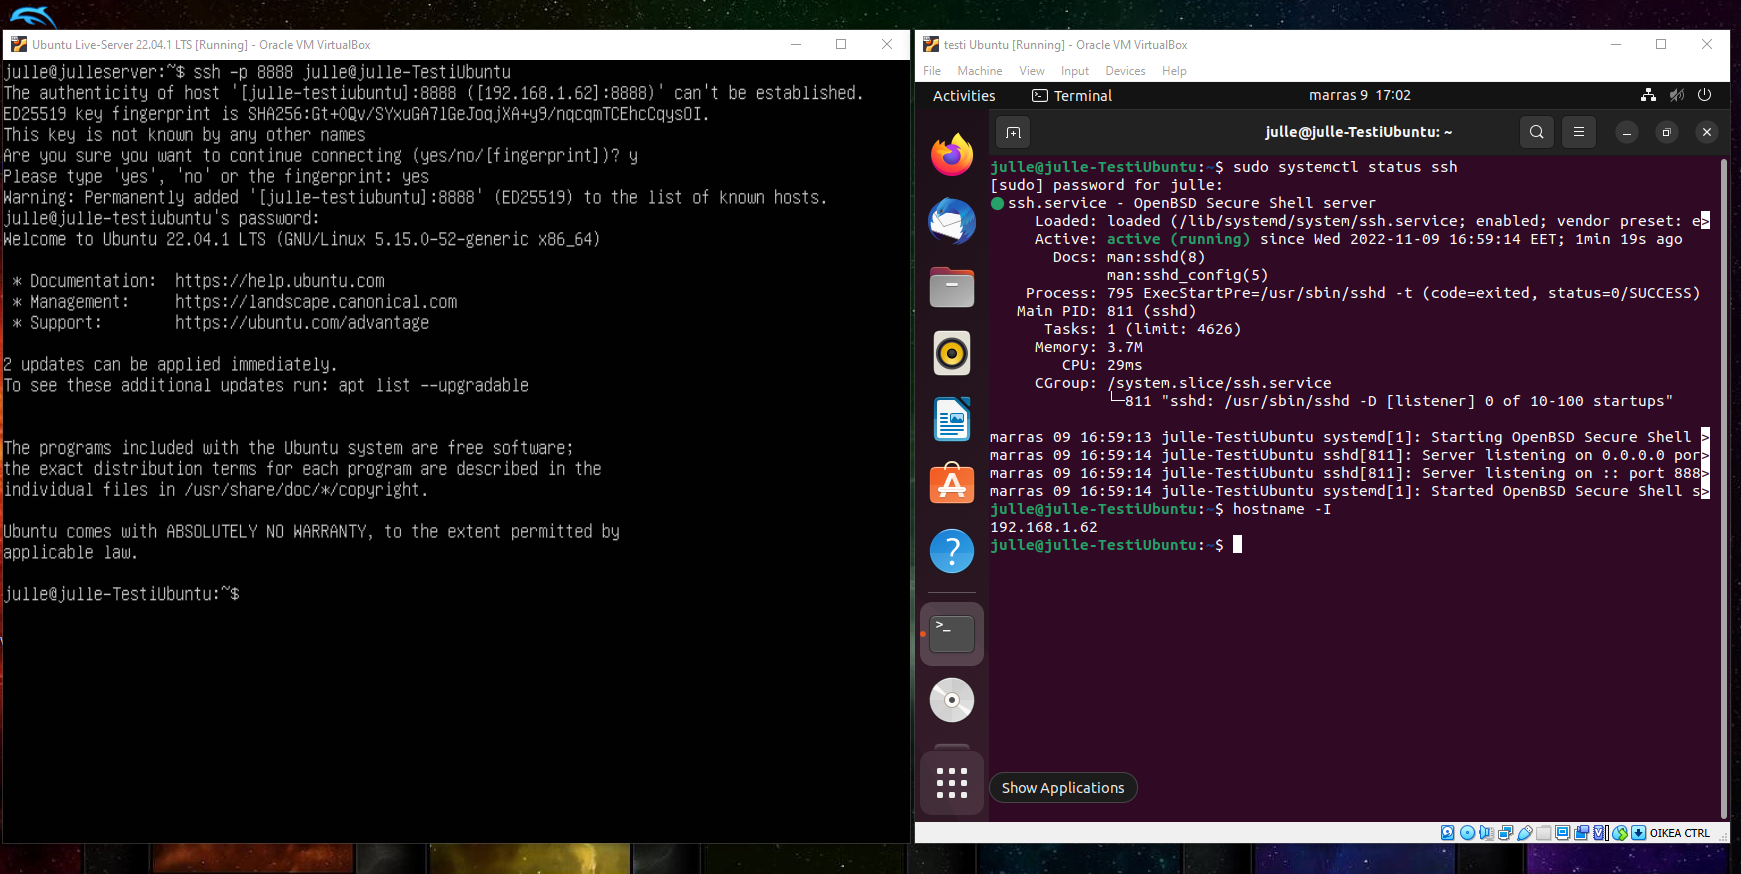 Ubuntu Live-Server 22.04.1 LTS [Running] - Oracle VM VirtualBox
julle@julleserver:~$ ssh -p 8888 julle@julle-TestiUbuntu
The authenticity of host '[julle-testiubuntu]:8888 ([192.168.1.62]:8888)' can't be established.
ED25519 key fingerprint is SHA256:Gt+0Qv/SYxuGA7lGeJoqjXA+y9/nqcqmTCEhcCqysOI.
This key is not known by any other names
Are you sure you want to continue connecting (yes/no/[fingerprint])? y
Please type 'yes', 'no' or the fingerprint: yes
Warning: Permanently added '[julle-testiubuntu]:8888' (ED25519) to the list of known hosts.
julle@julle-testiubuntu's password:
Welcome to Ubuntu 22.04.1 LTS (GNU/Linux 5.15.0-52-generic x86_64)
* Documentation:  https://help.ubuntu.com
* Management:     https://landscape.canonical.com
* Support:        https://ubuntu.com/advantage
2 updates can be applied immediately.
To see these additional updates run: apt list --upgradable
The programs included with the Ubuntu system are free software;
the exact distribution terms for each program are described in the
individual files in /usr/share/doc/*/copyright.
Ubuntu comes with ABSOLUTELY NO WARRANTY, to the extent permitted by
applicable law.
julle@julle-TestiUbuntu:~$
testi Ubuntu [Running] - Oracle VM VirtualBox
File Machine View Input Devices Help
Activities Terminal marras 9 17:02
julle@julle-TestiUbuntu: ~
julle@julle-TestiUbuntu:~$ sudo systemctl status ssh
[sudo] password for julle:
ssh.service - OpenBSD Secure Shell server
Loaded: loaded (/lib/systemd/system/ssh.service; enabled; vendor preset: e>
Active: active (running) since Wed 2022-11-09 16:59:14 EET; 1min 19s ago
Docs: man:sshd(8)
man:sshd_config(5)
Process: 795 ExecStartPre=/usr/sbin/sshd -t (code=exited, status=0/SUCCESS)
Main PID: 811 (sshd)
Tasks: 1 (limit: 4626)
Memory: 3.7M
CPU: 29ms
CGroup: /system.slice/ssh.service
└─811 "sshd: /usr/sbin/sshd -D [listener] 0 of 10-100 startups"
marras 09 16:59:13 julle-TestiUbuntu systemd[1]: Starting OpenBSD Secure Shell >
marras 09 16:59:14 julle-TestiUbuntu sshd[811]: Server listening on 0.0.0.0 por>
marras 09 16:59:14 julle-TestiUbuntu sshd[811]: Server listening on :: port 888>
marras 09 16:59:14 julle-TestiUbuntu systemd[1]: Started OpenBSD Secure Shell s>
julle@julle-TestiUbuntu:~$ hostname -I
192.168.1.62
julle@julle-TestiUbuntu:~$
Show Applications
OIKEA CTRL